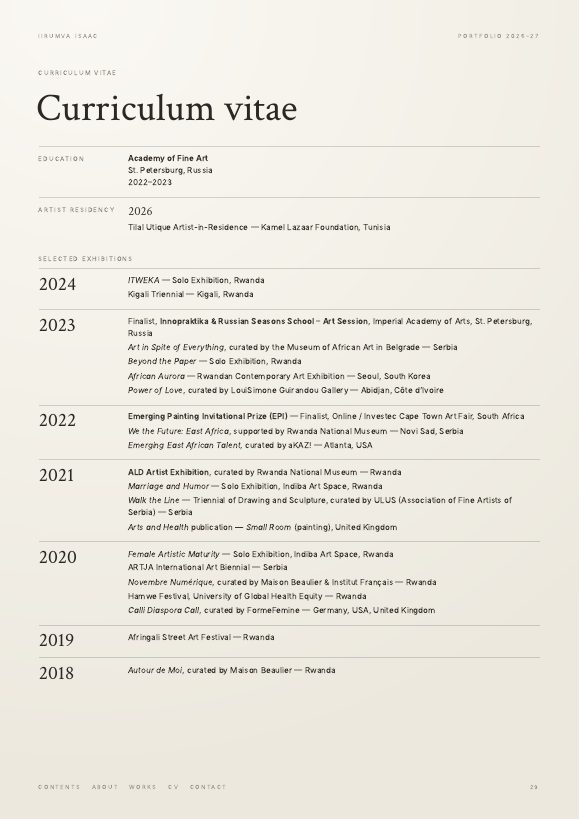 IIRUMVA ISAAC
PORTFOLIO 2026–27
CURRICULUM VITAE
Curriculum vitae
EDUCATION
Academy of Fine Art
St. Petersburg, Russia
2022–2023
ARTIST RESIDENCY
2026
Tilal Utique Artist-in-Residence — Kamel Lazaar Foundation, Tunisia
SELECTED EXHIBITIONS
2024
ITWEKA — Solo Exhibition, Rwanda
Kigali Triennial — Kigali, Rwanda
2023
Finalist, Innopraktika & Russian Seasons School – Art Session, Imperial Academy of Arts, St. Petersburg,
Russia
Art in Spite of Everything, curated by the Museum of African Art in Belgrade — Serbia
Beyond the Paper — Solo Exhibition, Rwanda
African Aurora — Rwandan Contemporary Art Exhibition — Seoul, South Korea
Power of Love, curated by LouiSimone Guirandou Gallery — Abidjan, Côte d'Ivoire
2022
Emerging Painting Invitational Prize (EPI) — Finalist, Online / Investec Cape Town Art Fair, South Africa
We the Future: East Africa, supported by Rwanda National Museum — Novi Sad, Serbia
Emerging East African Talent, curated by aKAZ! — Atlanta, USA
2021
ALD Artist Exhibition, curated by Rwanda National Museum — Rwanda
Marriage and Humor — Solo Exhibition, Indiba Art Space, Rwanda
Walk the Line — Triennial of Drawing and Sculpture, curated by ULUS (Association of Fine Artists of
Serbia) — Serbia
Arts and Health publication — Small Room (painting), United Kingdom
2020
Female Artistic Maturity — Solo Exhibition, Indiba Art Space, Rwanda
ARTJA International Art Biennial — Serbia
Novembre Numérique, curated by Maison Beaulier & Institut Français — Rwanda
Hamwe Festival, University of Global Health Equity — Rwanda
Calli Diaspora Call, curated by FormeFemine — Germany, USA, United Kingdom
2019
Afringali Street Art Festival — Rwanda
2018
Autour de Moi, curated by Maison Beaulier — Rwanda
CONTENTS ABOUT WORKS CV CONTACT
29